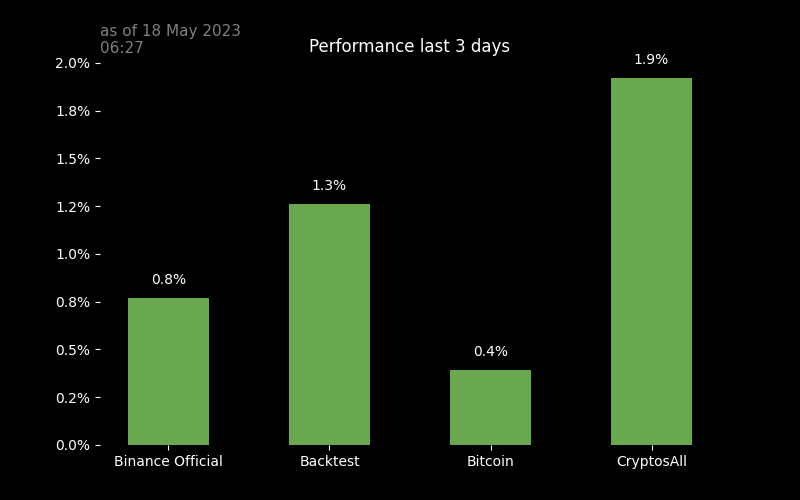 as of 18 May 2023
06:27
Performance last 3 days
2.0%
1.8%
1.5%
1.2%
1.0%
0.8%
0.5%
0.2%
0.0%
0.8%
1.3%
0.4%
1.9%
Binance Official
Backtest
Bitcoin
CryptosAll